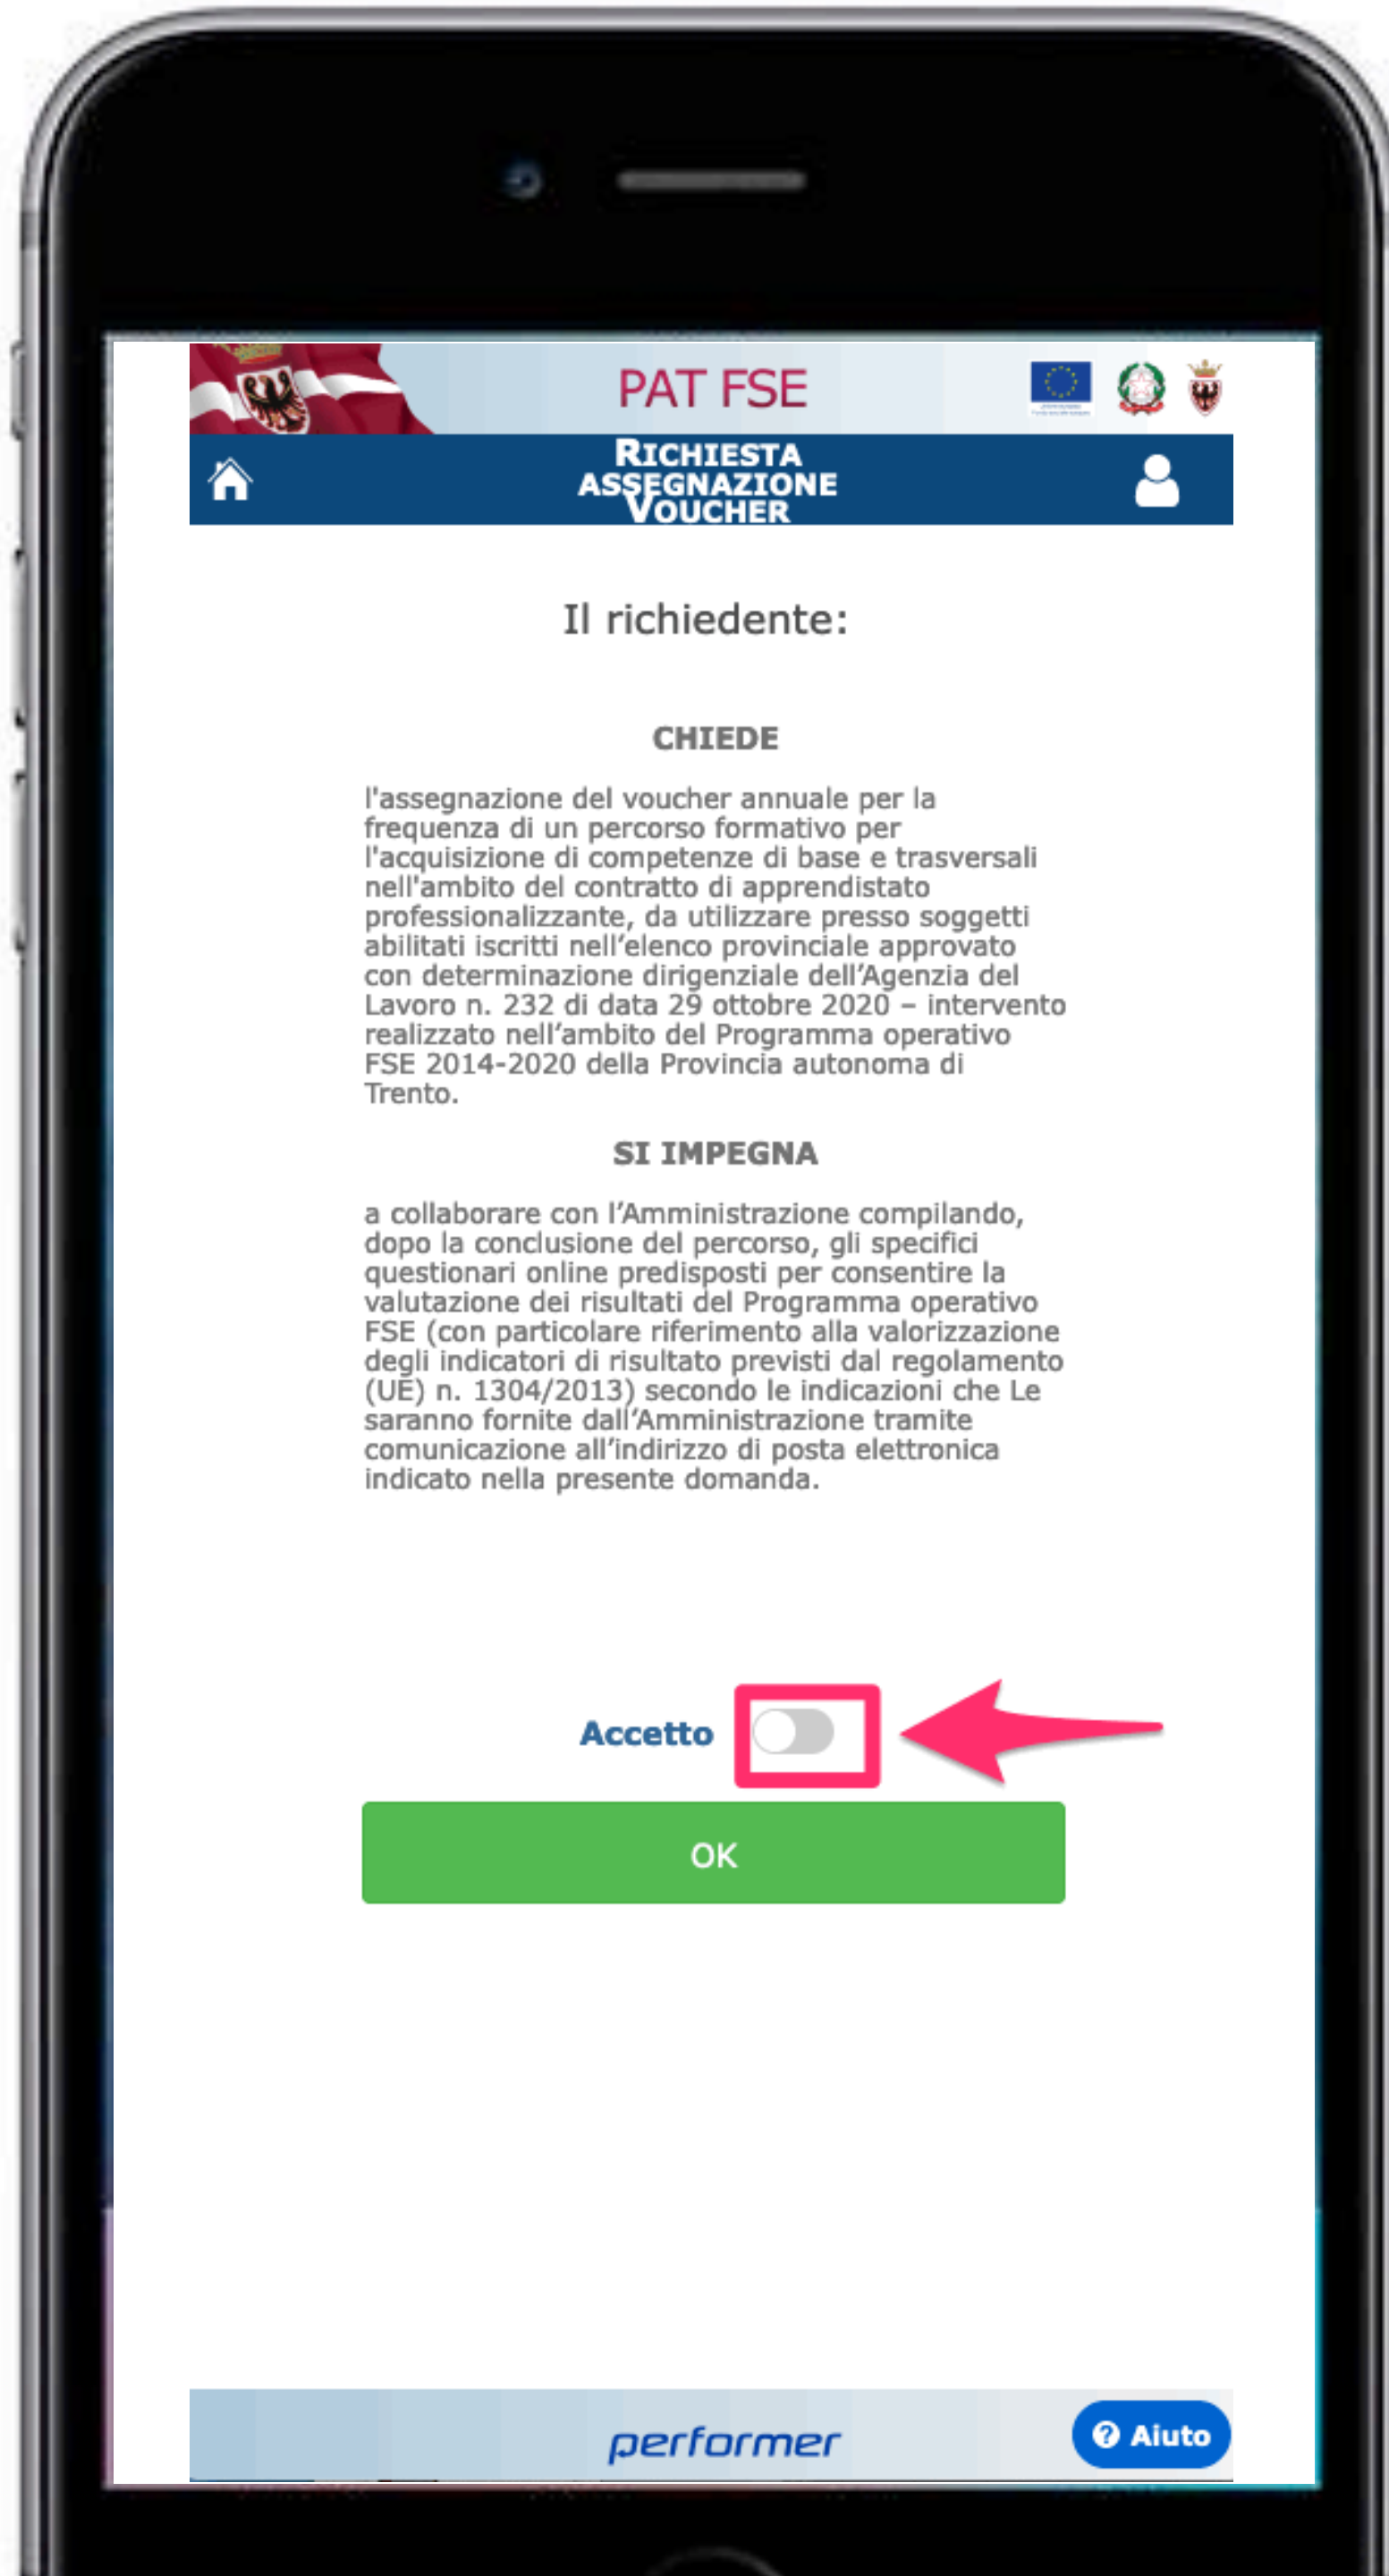 PAT FSE
RICHIESTA
ASSEGNAZIONE
VOUCHER
Il richiedente:
CHIEDE
l'assegnazione del voucher annuale per la
frequenza di un percorso formativo per
l'acquisizione di competenze di base e trasversali
nell'ambito del contratto di apprendistato
professionalizzante, da utilizzare presso soggetti
abilitati iscritti nell’elenco provinciale approvato
con determinazione dirigenziale dell’Agenzia del
Lavoro n. 232 di data 29 ottobre 2020 – intervento
realizzato nell’ambito del Programma operativo
FSE 2014-2020 della Provincia autonoma di
Trento.
SI IMPEGNA
a collaborare con l’Amministrazione compilando,
dopo la conclusione del percorso, gli specifici
questionari online predisposti per consentire la
valutazione dei risultati del Programma operativo
FSE (con particolare riferimento alla valorizzazione
degli indicatori di risultato previsti dal regolamento
(UE) n. 1304/2013) secondo le indicazioni che Le
saranno fornite dall’Amministrazione tramite
comunicazione all’indirizzo di posta elettronica
indicato nella presente domanda.
Accetto
OK
performer
? Aiuto